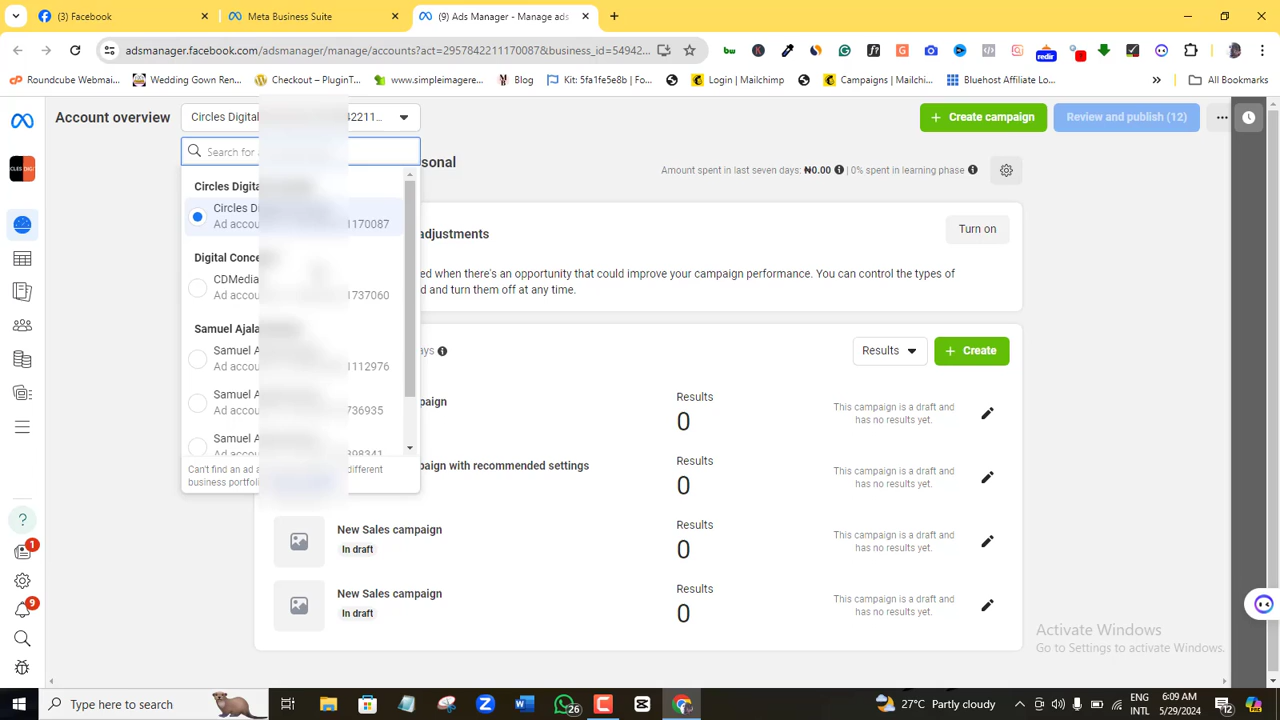 (3) Facebook
Meta Business Suite
(9) Ads Manager - Manage ads
adsmanager.facebook.com/adsmanager/manage/accounts?act=2957842211170087&business_id=54942...
Roundcube Webmai...
Wedding Gown Ren...
Checkout – PluginT...
www.simpleimagere...
Blog
Kit: 5fa1fe5e8b | Fo...
Login | Mailchimp
Campaigns | Mailchi...
Bluehost Affiliate Lo...
All Bookmarks
Account overview
Circles Digital
42211...
Create campaign
Review and publish (12)
Search for
sonal
Amount spent in last seven days: ₦0.00 | 0% spent in learning phase
Circles Digita
Circles D
Ad accou
1170087
Digital Conce
CDMedia
Ad accou
1737060
Samuel Ajala
Samuel A
Ad accou
1112976
Samuel A
Ad accou
736935
Samuel A
Ad accou
398341
Can't find an ad a
different
business portfolio
adjustments
Turn on
ed when there's an opportunity that could improve your campaign performance. You can control the types of
d and turn them off at any time.
ays
Results
Create
paign
Results
0
This campaign is a draft and
has no results yet.
paign with recommended settings
Results
0
This campaign is a draft and
has no results yet.
New Sales campaign
In draft
Results
0
This campaign is a draft and
has no results yet.
New Sales campaign
In draft
Results
0
This campaign is a draft and
has no results yet.
1
9
Activate Windows
Go to Settings to activate Windows.
Type here to search
26
27°C Partly cloudy
ENG
INTL
6:09 AM
5/29/2024
12